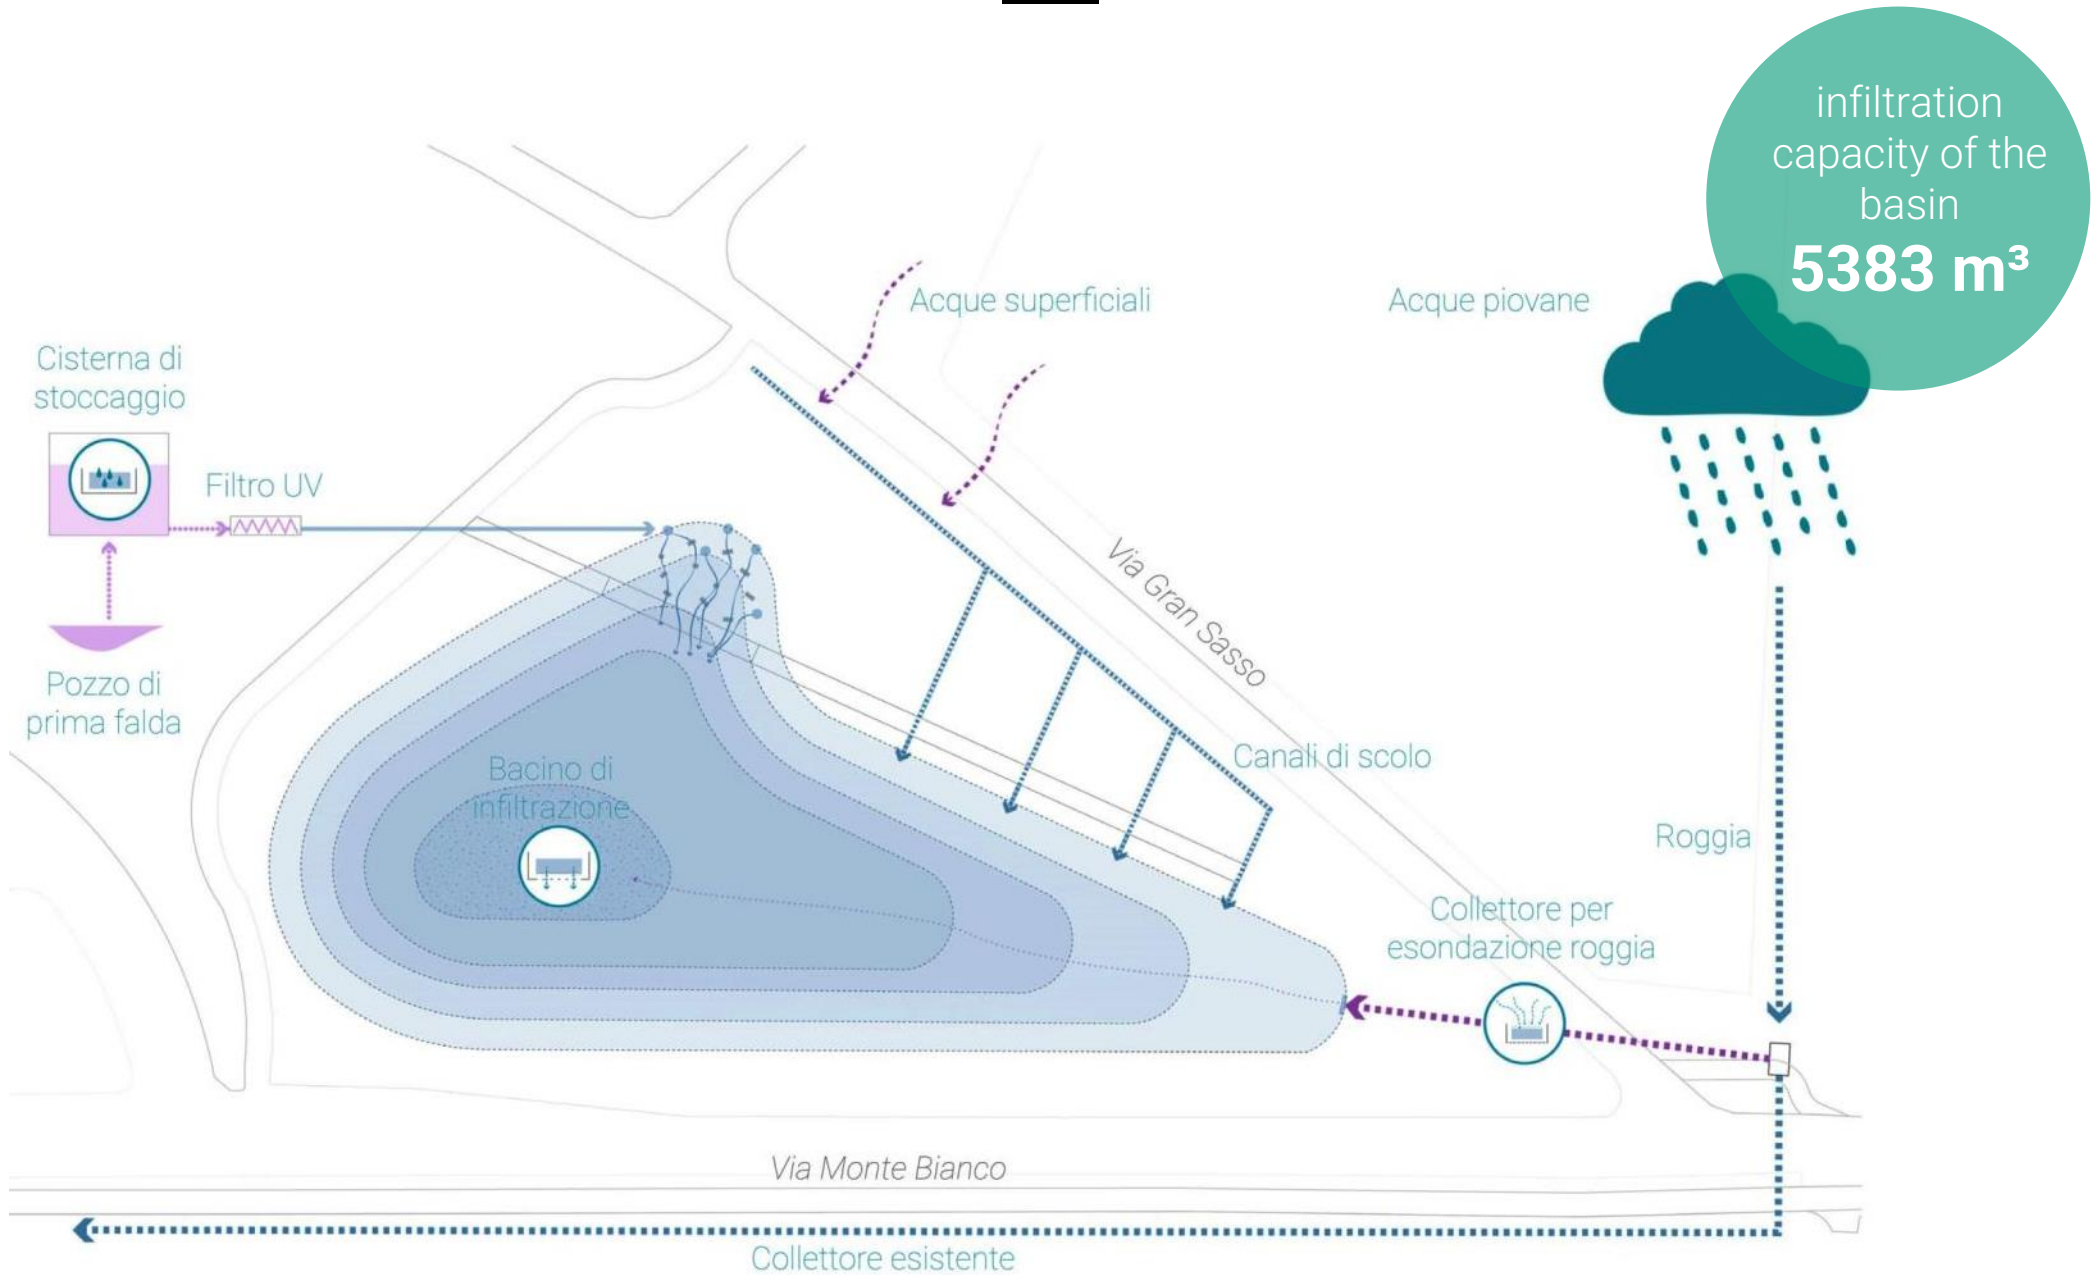 infiltration
capacity of the
basin
5383 m³
Acque superficiali
Acque piovane
Cisterna di
stoccaggio
Filtro UV
Via Gran Sasso
Pozzo di
prima falda
Canali di scolo
Bacino di
infiltrazione
Roggia
Collettore per
esondazione roggia
Via Monte Bianco
Collettore esistente